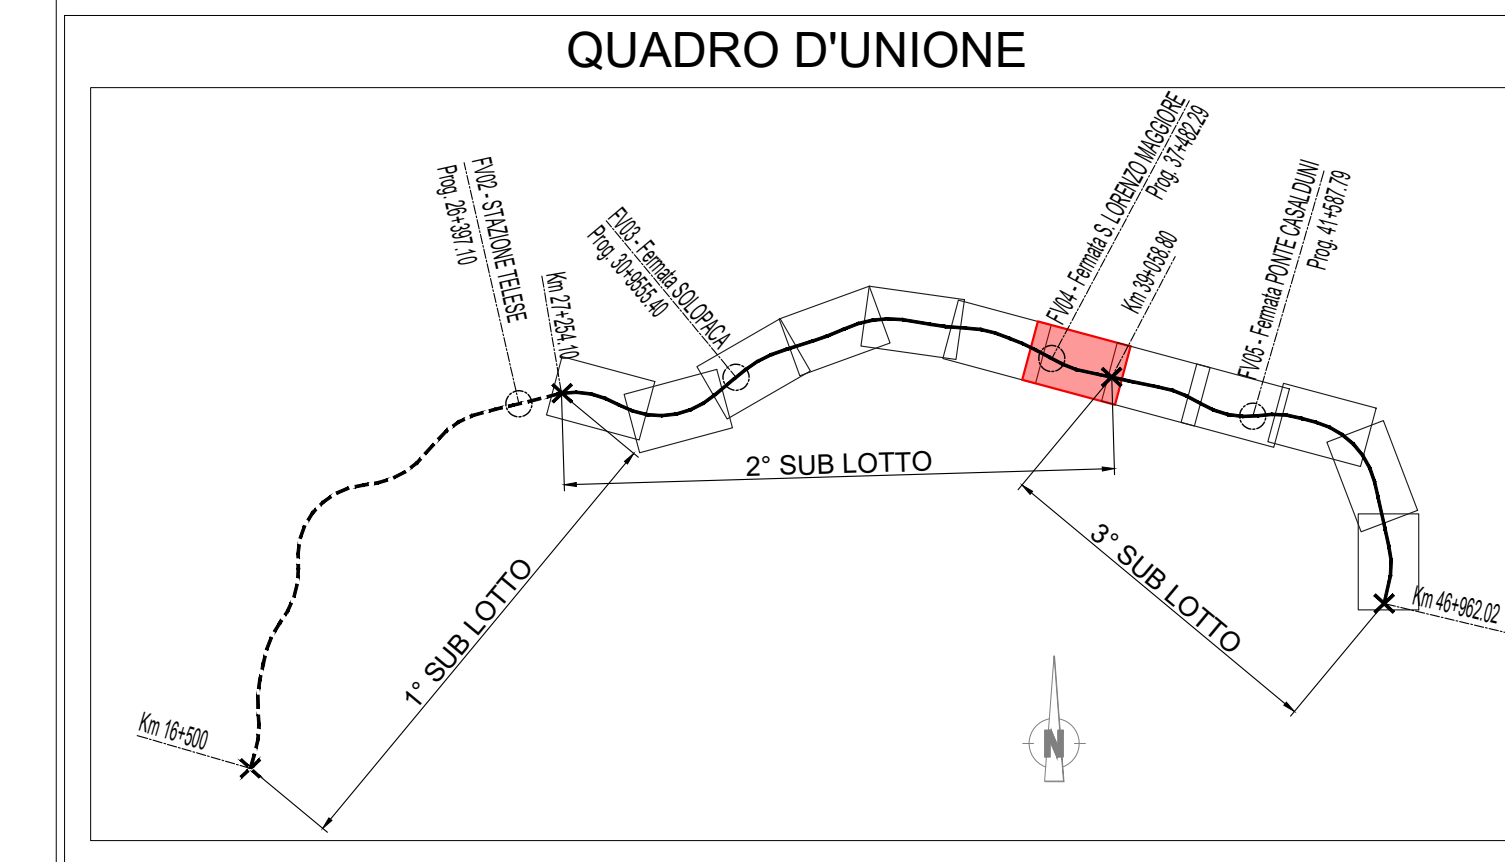 QUADRO D'UNIONE
FV02 - STAZIONE TELESE
Prog. 26+397.10
Km 27+254.10
FV03 - Fermata SOLOPACA
Prog. 30+9555.40
FV04 - Fermata S. LORENZO MAGGIORE
Prog. 37+482.29
Km 39+058.80
FV05 - Fermata PONTE CASALDUNI
Prog. 41+587.79
2° SUB LOTTO
1° SUB LOTTO
3° SUB LOTTO
Km 46+962.02
Km 16+500
N